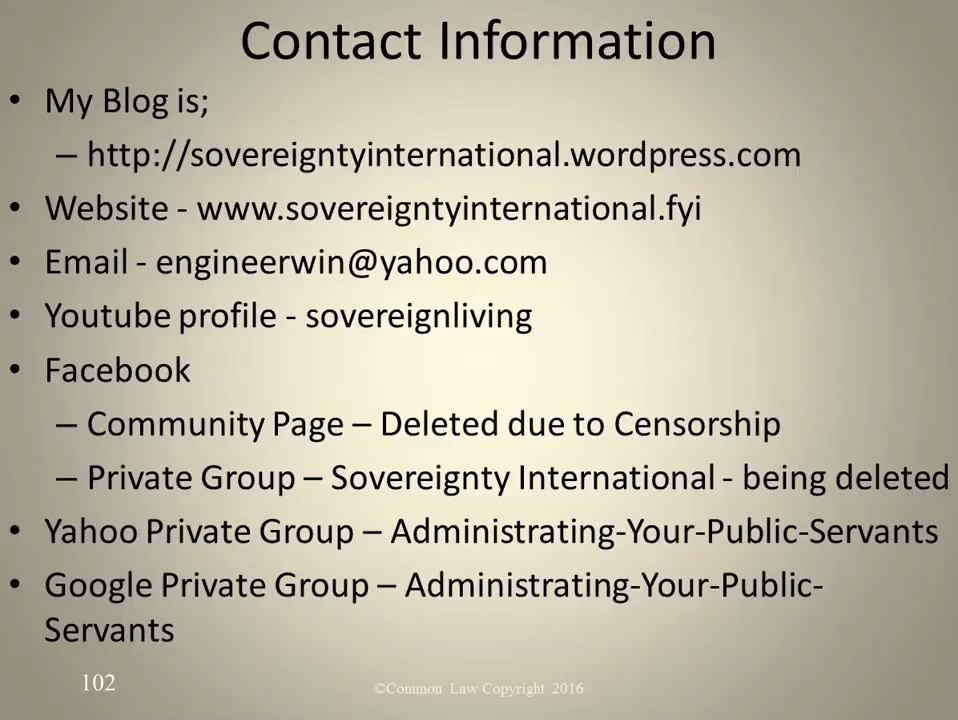 Contact Information
• My Blog is;
– http://sovereigntyinternational.wordpress.com
• Website - www.sovereigntyinternational.fyi
• Email - engineerwin@yahoo.com
• Youtube profile - sovereignliving
• Facebook
– Community Page – Deleted due to Censorship
– Private Group – Sovereignty International - being deleted
• Yahoo Private Group – Administrating-Your-Public-Servants
• Google Private Group – Administrating-Your-Public-
Servants
102
©Common Law Copyright 2016